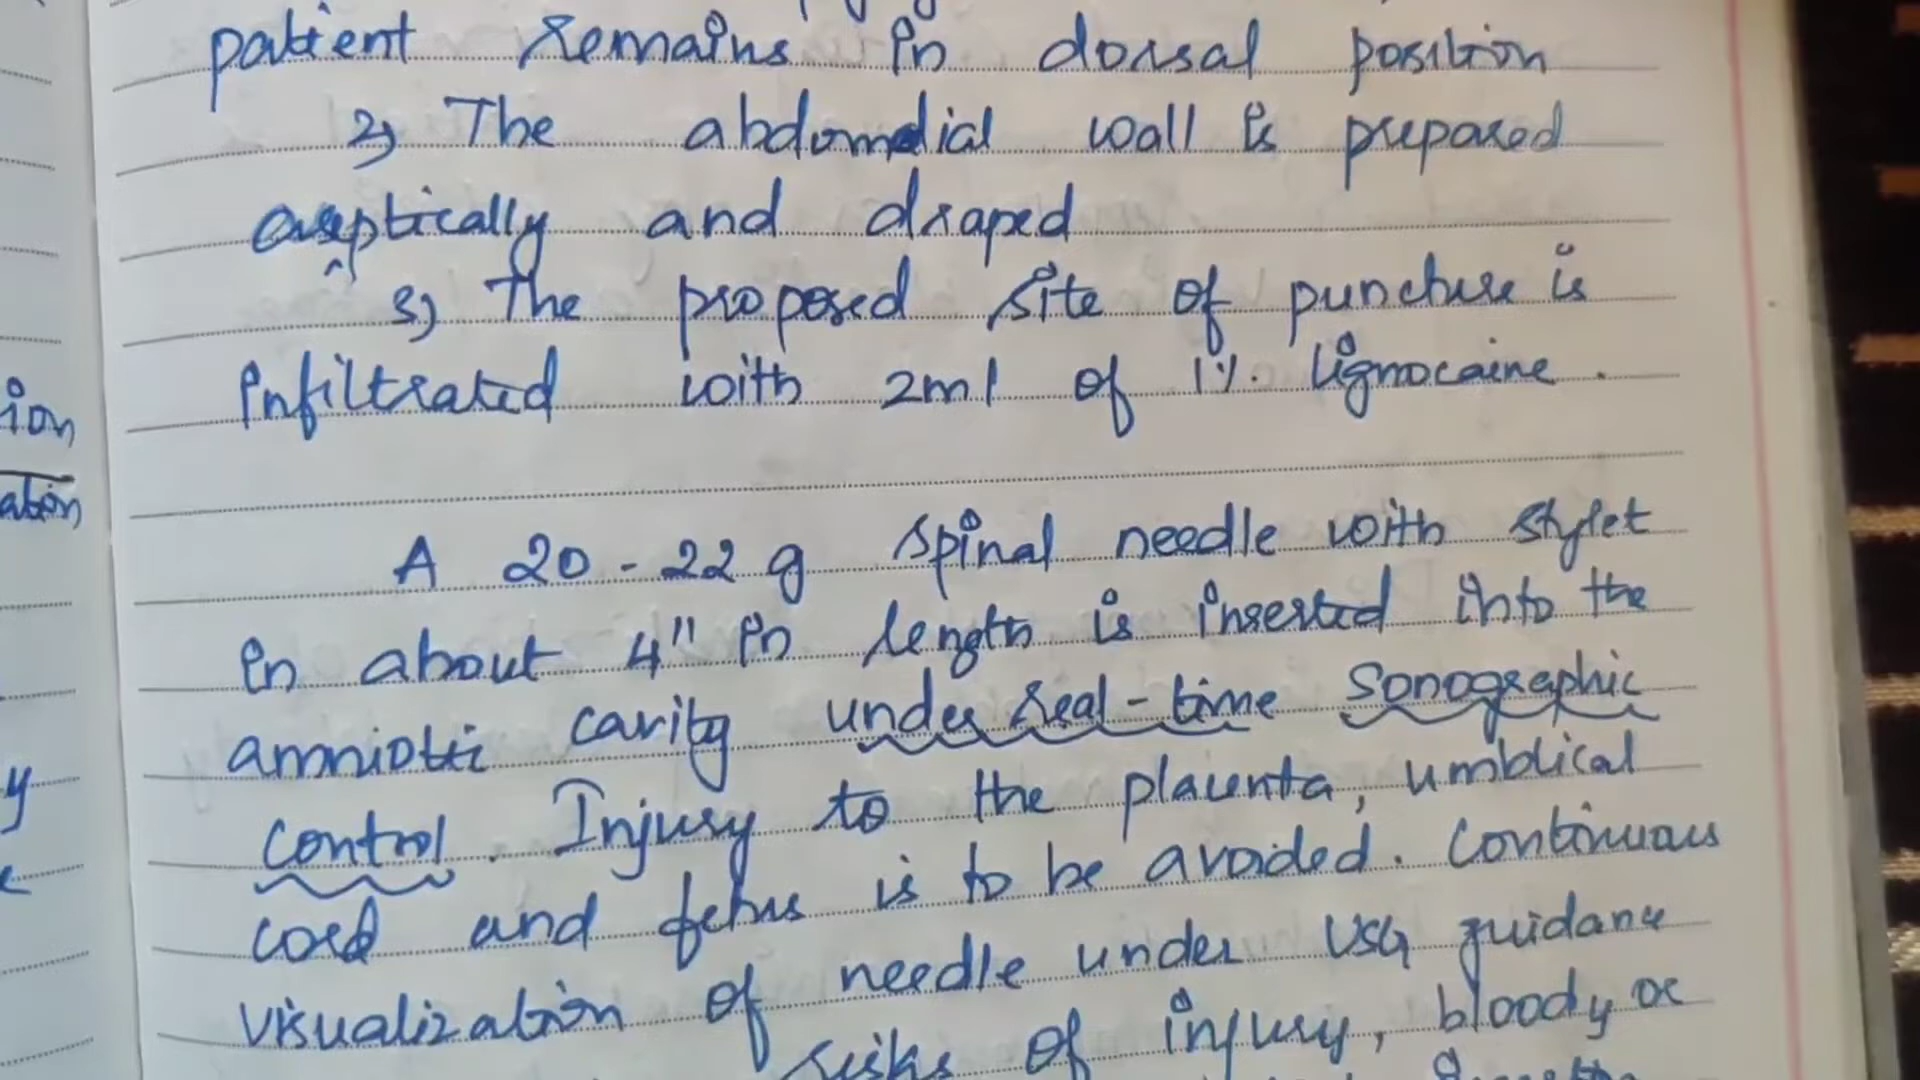 patient remains in dorsal position
2) The abdomdial wall is prepared
aseptically and draped
3) The proposed site of puncture is
infiltrated with 2ml of 1%. lignocaine.
A 20-22 g spinal needle with stylet
in about 4" in length is inserted into the
amniotic cavity under real-time sonographic
control. Injury to the placenta, umblical
cord and fetus is to be avoided. Continuous
visualization of needle under USG guidance
risks of injury, bloody or
ion
y